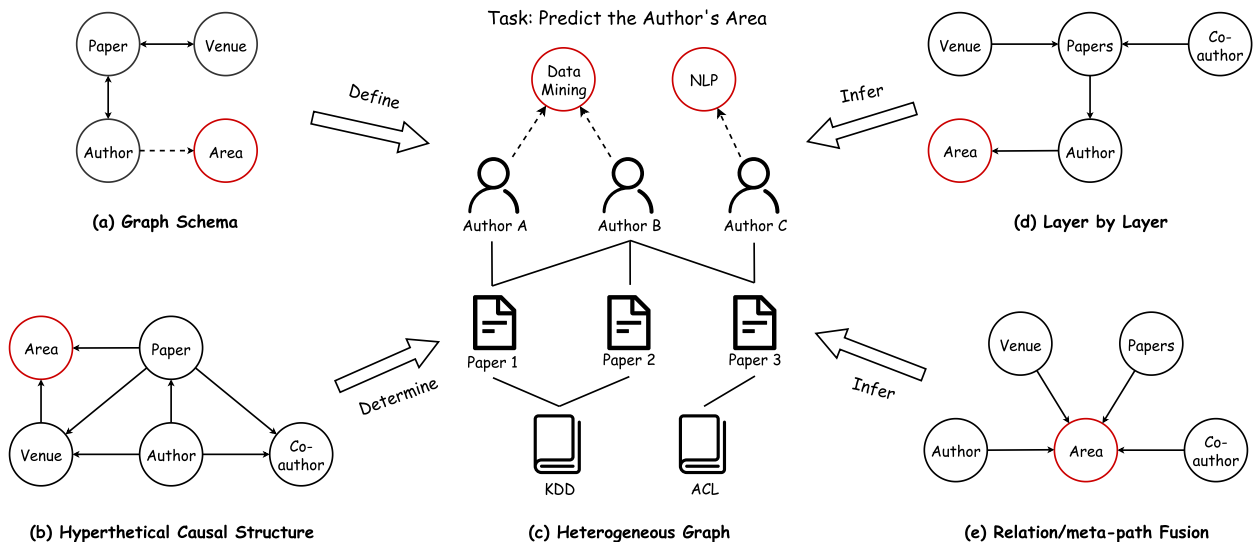 Task: Predict the Author's Area
Paper
Venue
Author
Area
(a) Graph Schema
Define
Data
Mining
NLP
Infer
Venue
Papers
Co-
author
Area
Author
(d) Layer by Layer
Author A
Author B
Author C
Area
Paper
Venue
Author
Co-
author
(b) Hyperthetical Causal Structure
Determine
Paper 1
Paper 2
Paper 3
KDD
ACL
(c) Heterogeneous Graph
Infer
Venue
Papers
Author
Area
Co-
author
(e) Relation/meta-path Fusion